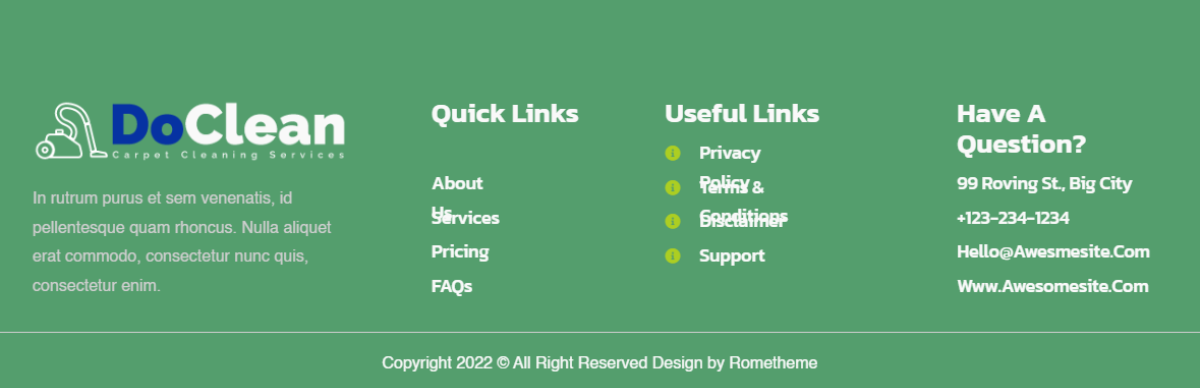 DoClean
Carpet Cleaning Services
In rutrum purus et sem venenatis, id
pellentesque quam rhoncus. Nulla aliquet
erat commodo, consectetur nunc quis,
consectetur enim.
Quick Links
About
Us
Services
Pricing
FAQs
Useful Links
Privacy
Policy
Terms &
Conditions
Disclaimer
Support
Have A
Question?
99 Roving St., Big City
+123-234-1234
Hello@Awesmesite.Com
Www.Awesomesite.Com
Copyright 2022 © All Right Reserved Design by Rometheme